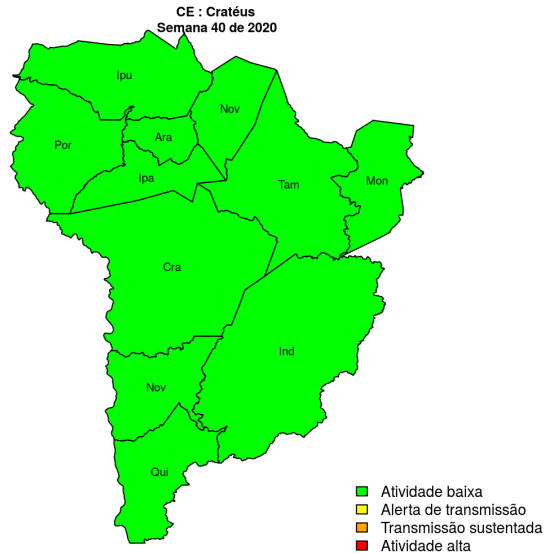 CE : Cratéus
Semana 40 de 2020
Ipu
Nov
Por
Ara
Ipa
Tam
Mon
Cra
Ind
Nov
Qui
Atividade baixa
Alerta de transmissão
Transmissão sustentada
Atividade alta